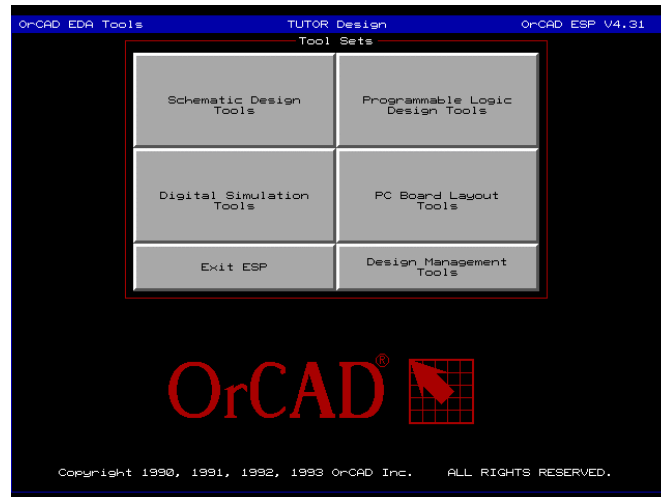 OrCAD EDA Tools TUTOR Design OrCAD ESP V4.31
Tool Sets
Schematic Design
Tools
Programmable Logic
Design Tools
Digital Simulation
Tools
PC Board Layout
Tools
Exit ESP
Design Management
Tools
OrCAD®
Copyright 1990, 1991, 1992, 1993 OrCAD Inc. ALL RIGHTS RESERVED.